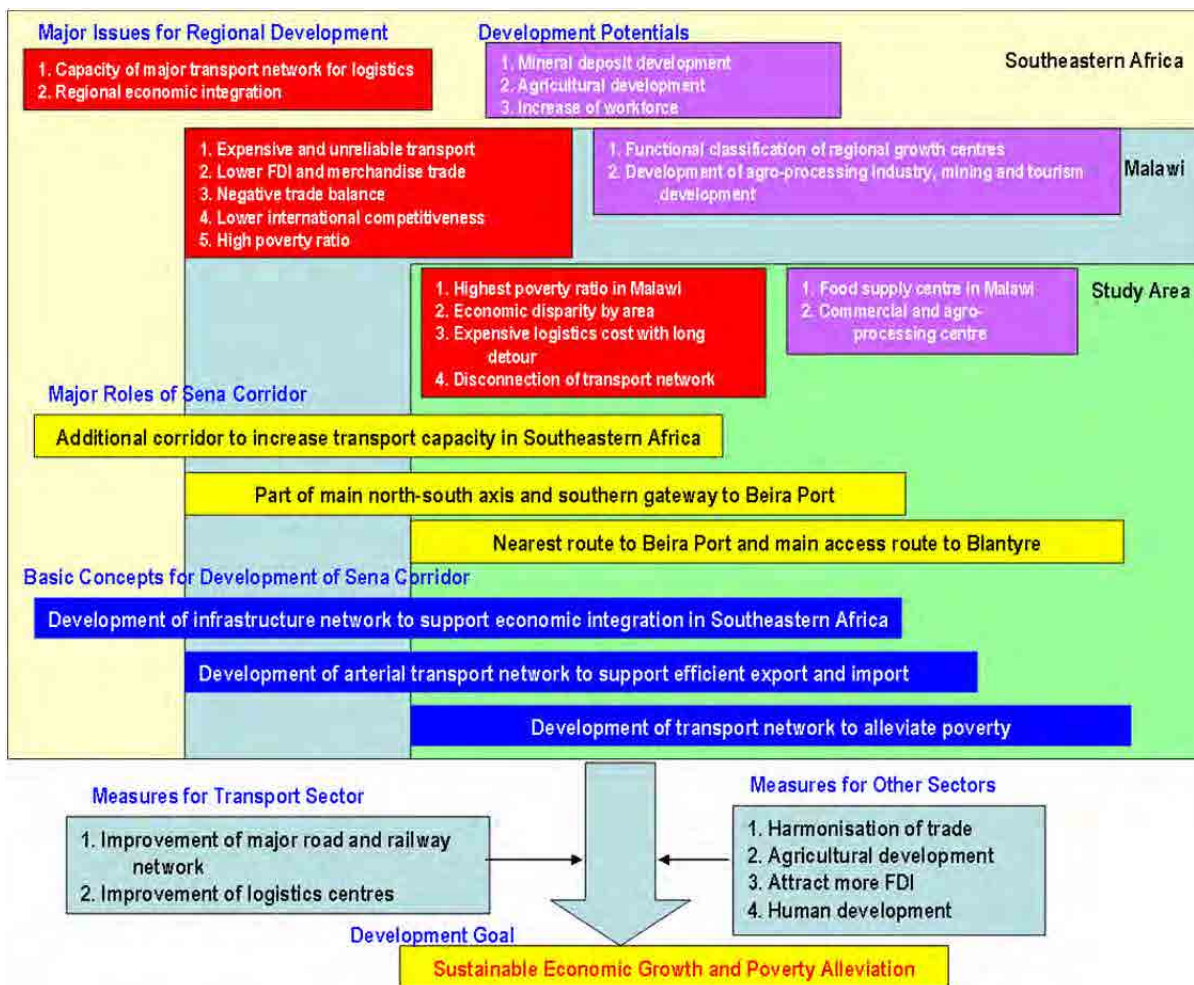 Major Issues for Regional Development
Development Potentials
Southeastern Africa
1. Capacity of major transport network for logistics
2. Regional economic integration
1. Mineral deposit development
2. Agricultural development
3. Increase of workforce
Malawi
1. Expensive and unreliable transport
2. Lower FDI and merchandise trade
3. Negative trade balance
4. Lower international competitiveness
5. High poverty ratio
1. Functional classification of regional growth centres
2. Development of agro-processing industry, mining and tourism
development
Study Area
1. Highest poverty ratio in Malawi
2. Economic disparity by area
3. Expensive logistics cost with long
detour
4. Disconnection of transport network
1. Food supply centre in Malawi
2. Commercial and agro-
processing centre
Major Roles of Sena Corridor
Additional corridor to increase transport capacity in Southeastern Africa
Part of main north-south axis and southern gateway to Beira Port
Nearest route to Beira Port and main access route to Blantyre
Basic Concepts for Development of Sena Corridor
Development of infrastructure network to support economic integration in Southeastern Africa
Development of arterial transport network to support efficient export and import
Development of transport network to alleviate poverty
Measures for Transport Sector
1. Improvement of major road and railway
network
2. Improvement of logistics centres
Measures for Other Sectors
1. Harmonisation of trade
2. Agricultural development
3. Attract more FDI
4. Human development
Development Goal
Sustainable Economic Growth and Poverty Alleviation